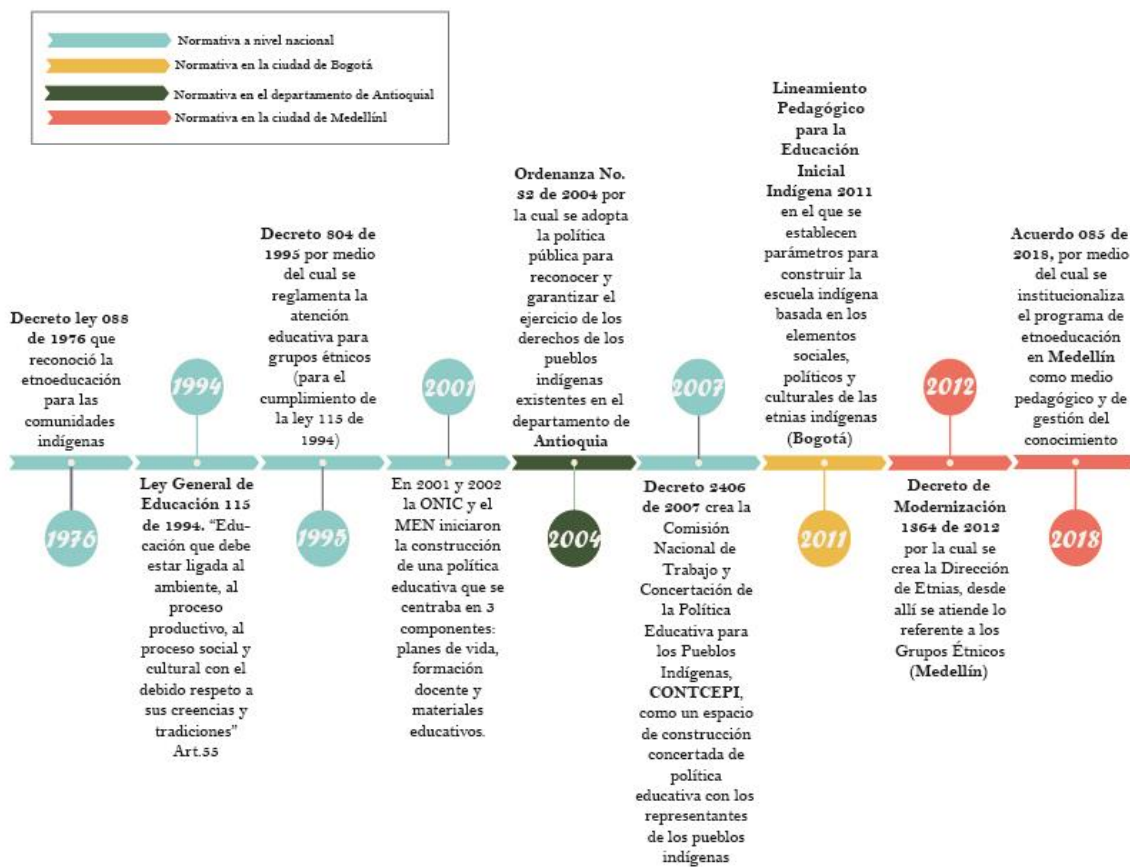 Normativa a nivel nacional
Normativa en la ciudad de Bogotá
Normativa en el departamento de Antioquial
Normativa en la ciudad de Medellínl
Decreto ley 088
de 1976 que
reconoció la
etnoeducación
para las
comunidades
indígenas
1976
1994
Ley General de
Educación 115
de 1994. “Edu-
cación que debe
estar ligada al
ambiente, al
proceso
productivo, al
proceso social y
cultural con el
debido respeto a
sus creencias y
tradiciones”
Art.55
Decreto 804 de
1995 por medio
del cual se
reglamenta la
atención
educativa para
grupos étnicos
(para el
cumplimiento de
la ley 115 de
1994)
1995
2001
En 2001 y 2002
la ONIC y el
MEN iniciaron
la construcción
de una política
educativa que se
centraba en 3
componentes:
planes de vida,
formación
docente y
materiales
educativos.
Ordenanza No.
32 de 2004 por
la cual se adopta
la política
pública para
reconocer y
garantizar el
ejercicio de los
derechos de los
pueblos
indígenas
existentes en el
departamento de
Antioquia
2004
2007
Decreto 2406
de 2007 crea la
Comisión
Nacional de
Trabajo y
Concertación de
la Política
Educativa para
los Pueblos
Indígenas,
CONTCEPI,
como un espacio
de construcción
concertada de
política
educativa con los
representantes
de los pueblos
indígenas
Lineamiento
Pedagógico
para la
Educación
Inicial
Indígena 2011
en el que se
establecen
parámetros para
construir la
escuela indígena
basada en los
elementos
sociales,
políticos y
culturales de las
etnias indígenas
(Bogotá)
2011
2012
Decreto de
Modernización
1364 de 2012
por la cual se
crea la Dirección
de Etnias, desde
allí se atiende lo
referente a los
Grupos Étnicos
(Medellín)
Acuerdo 085 de
2018, por medio
del cual se
institucionaliza
el programa de
etnoeducación
en Medellín
como medio
pedagógico y de
gestión del
conocimiento
2018